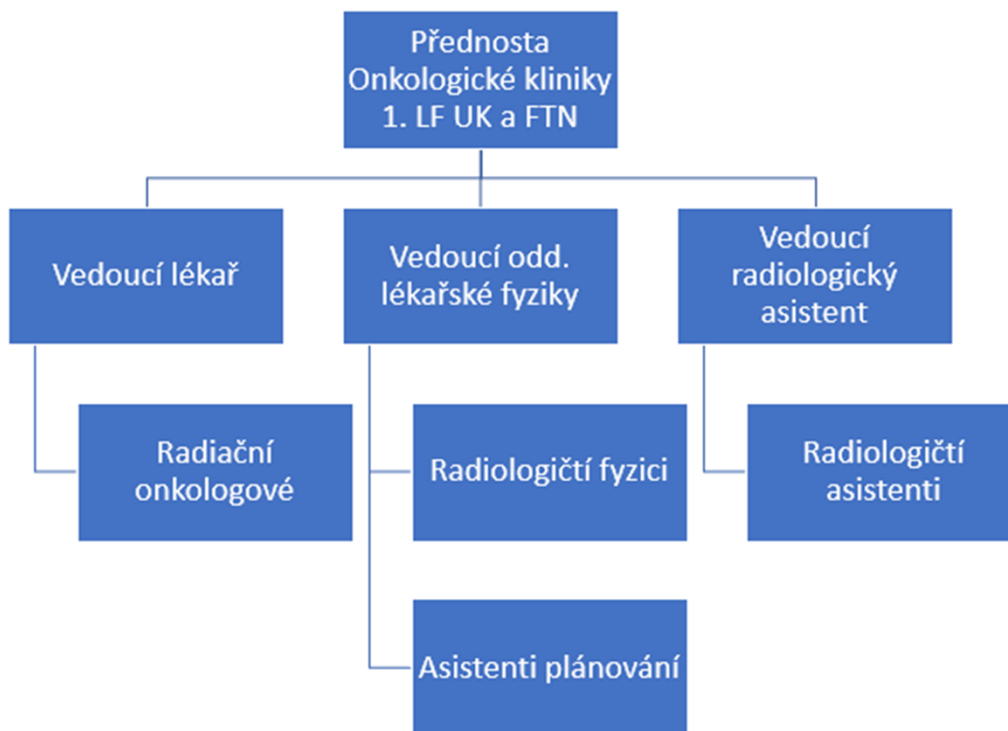 Přednosta
Onkologické kliniky
1. LF UK a FTN
Vedoucí lékař
Vedoucí odd.
lékařské fyziky
Vedoucí
radiologický
asistent
Radiační
onkologové
Radiologičtí fyzici
Radiologičtí
asistenti
Asistenti plánování